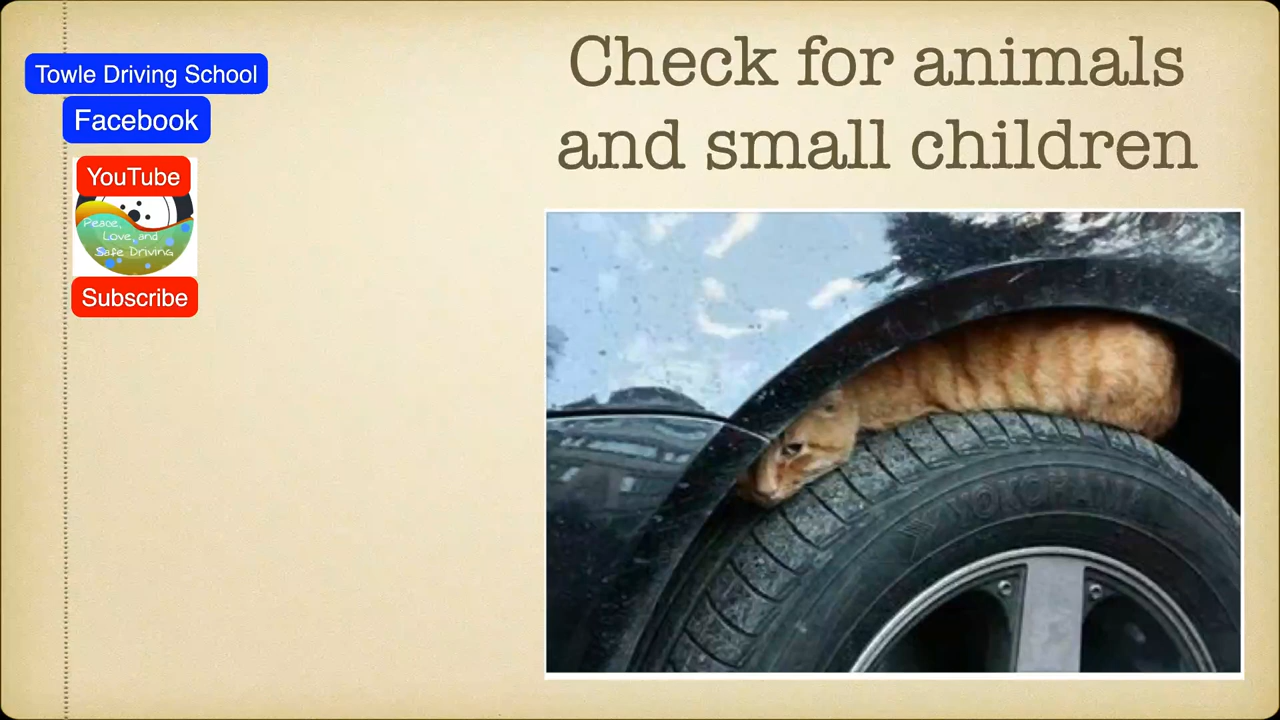 Towle Driving School
Facebook
YouTube
Peace,
Love, and
Safe Driving
Subscribe
Check for animals
and small children
YOKOHAMA